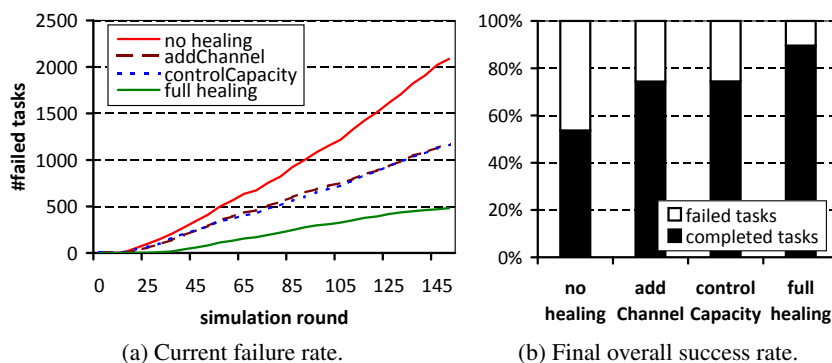 2500
2000
1500
1000
500
0
#failed tasks
no healing
addChannel
controlCapacity
full healing
0 25 45 65 85 105 125 145
simulation round
(a) Current failure rate.
100%
80%
60%
40%
20%
0%
failed tasks
completed tasks
no healing
add Channel
control Capacity
full healing
(b) Final overall success rate.